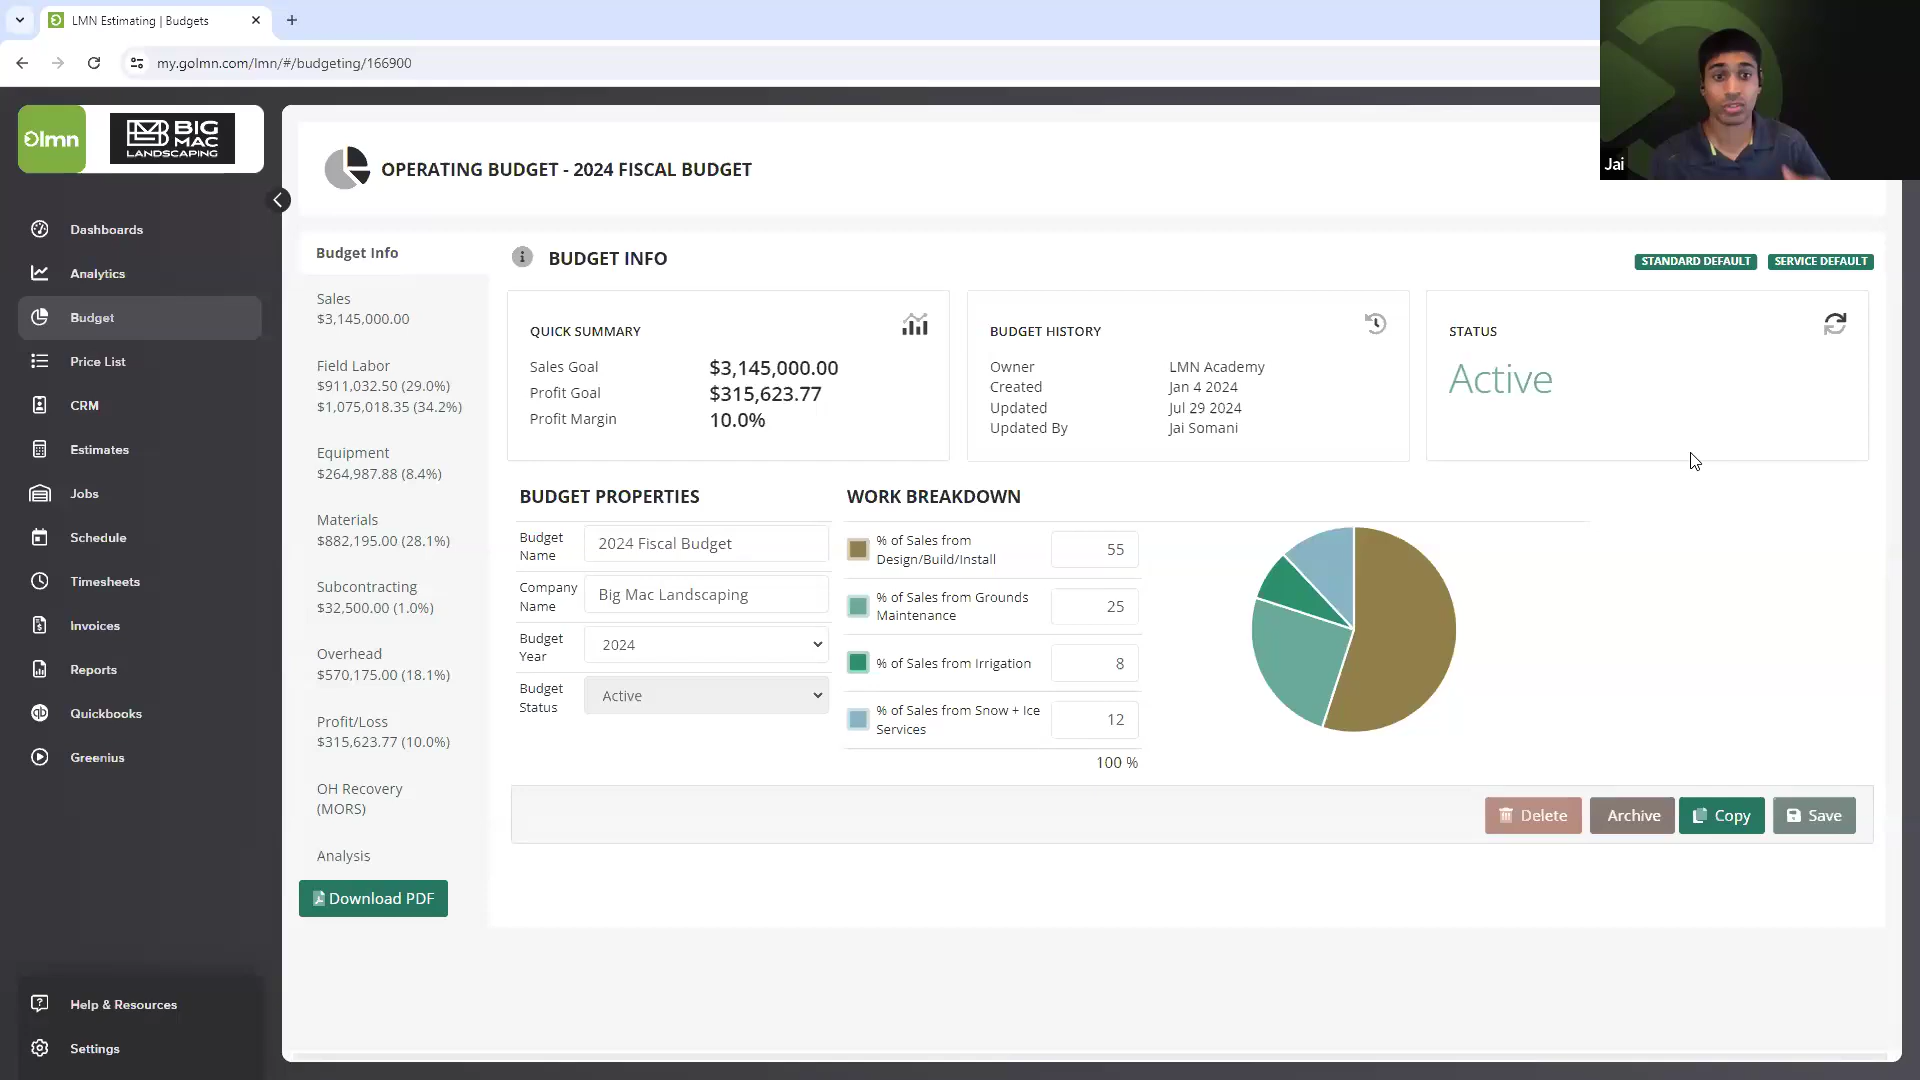 LMN Estimating | Budgets
my.golmn.com/lmn/#/budgeting/166900
Jai
lmn
BIG
MAC
LANDSCAPING
Dashboards
Analytics
Budget
Price List
CRM
Estimates
Jobs
Schedule
Timesheets
Invoices
Reports
Quickbooks
Greenius
Help & Resources
Settings
OPERATING BUDGET - 2024 FISCAL BUDGET
Budget Info
Sales
$3,145,000.00
Field Labor
$911,032.50 (29.0%)
$1,075,018.35 (34.2%)
Equipment
$264,987.88 (8.4%)
Materials
$882,195.00 (28.1%)
Subcontracting
$32,500.00 (1.0%)
Overhead
$570,175.00 (18.1%)
Profit/Loss
$315,623.77 (10.0%)
OH Recovery
(MORS)
Analysis
Download PDF
BUDGET INFO
STANDARD DEFAULT
SERVICE DEFAULT
QUICK SUMMARY
Sales Goal $3,145,000.00
Profit Goal $315,623.77
Profit Margin 10.0%
BUDGET HISTORY
Owner LMN Academy
Created Jan 4 2024
Updated Jul 29 2024
Updated By Jai Somani
STATUS
Active
BUDGET PROPERTIES
Budget
Name
2024 Fiscal Budget
Company
Name
Big Mac Landscaping
Budget
Year
2024
Budget
Status
Active
WORK BREAKDOWN
% of Sales from
Design/Build/Install
55
% of Sales from Grounds
Maintenance
25
% of Sales from Irrigation
8
% of Sales from Snow + Ice
Services
12
100 %
Delete
Archive
Copy
Save